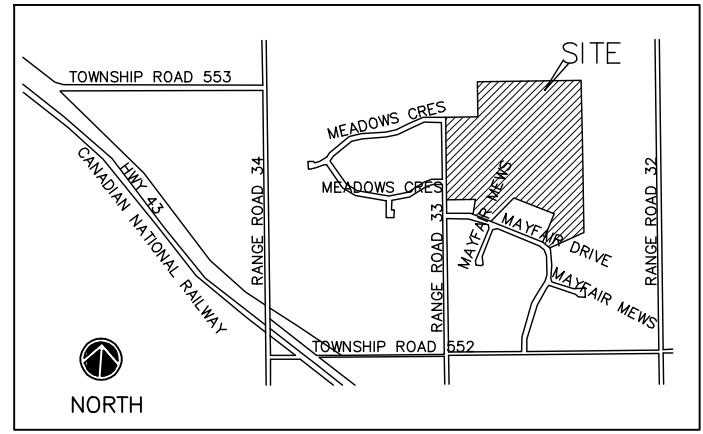 SITE
TOWNSHIP ROAD 553
MEADOWS CRES
MEADOWS CRES
HWY 43
CANADIAN NATIONAL RAILWAY
RANGE ROAD 34
RANGE ROAD 33
RANGE ROAD 32
MAYFAIR MEWS
MAYFAIR DRIVE
MAYFAIR MEWS
TOWNSHIP ROAD 552
NORTH